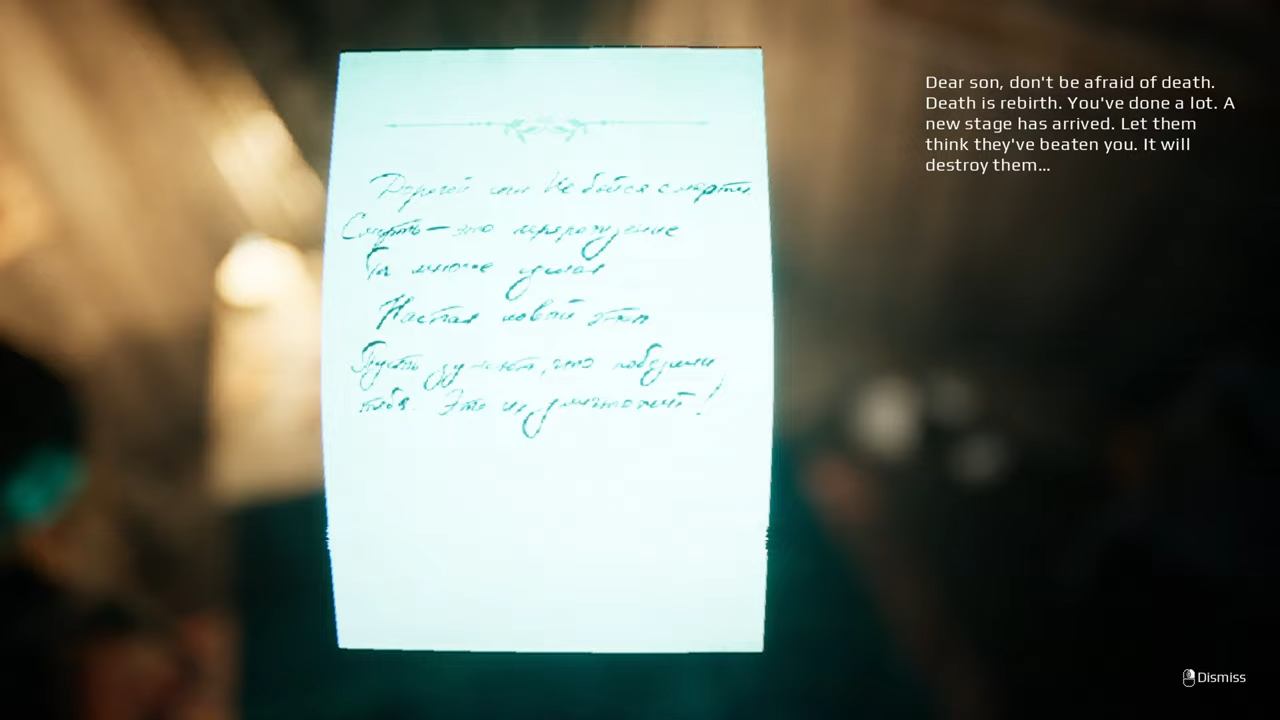 Дорогой сын Не бойся смерти
Смерть — это перерождение
Ты многое сделал
Настал новый этап
Пусть думают, что победили
тебя. Это их уничтожит!
Dear son, don't be afraid of death.
Death is rebirth. You've done a lot. A
new stage has arrived. Let them
think they've beaten you. It will
destroy them...
Dismiss